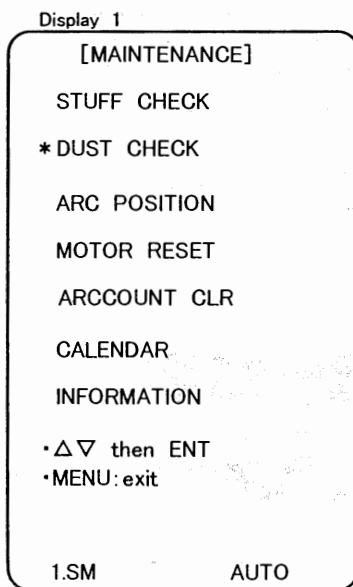 Display 1
[MAINTENANCE]
STUFF CHECK
*DUST CHECK
ARC POSITION
MOTOR RESET
ARCCOUNT CLR
CALENDAR
INFORMATION
・△▽ then ENT
・MENU:exit
1.SM AUTO